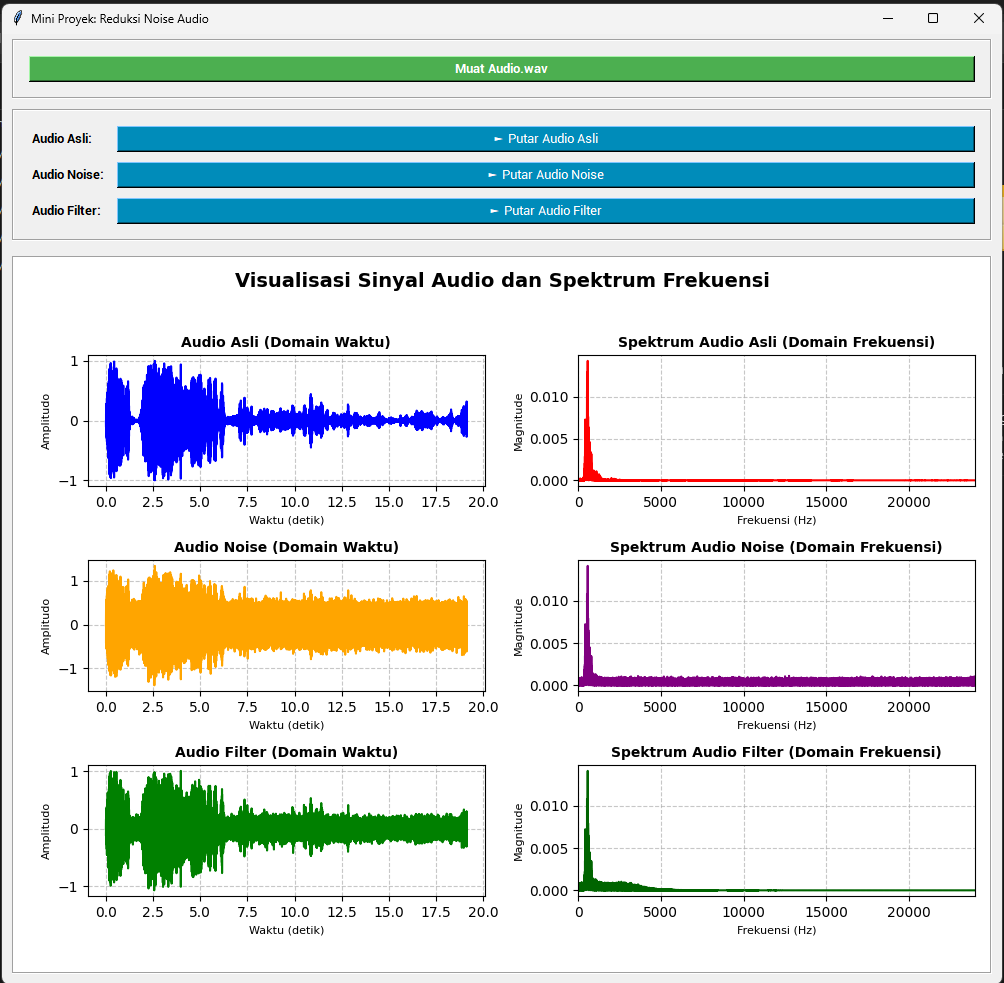 Mini Proyek: Reduksi Noise Audio
Muat Audio.wav
Audio Asli: ► Putar Audio Asli
Audio Noise: ► Putar Audio Noise
Audio Filter: ► Putar Audio Filter
Visualisasi Sinyal Audio dan Spektrum Frekuensi
Audio Asli (Domain Waktu)
Amplitudo
1
0
−1
0.0 2.5 5.0 7.5 10.0 12.5 15.0 17.5 20.0
Waktu (detik)
Spektrum Audio Asli (Domain Frekuensi)
Magnitude
0.010
0.005
0.000
0 5000 10000 15000 20000
Frekuensi (Hz)
Audio Noise (Domain Waktu)
Amplitudo
1
0
−1
0.0 2.5 5.0 7.5 10.0 12.5 15.0 17.5 20.0
Waktu (detik)
Spektrum Audio Noise (Domain Frekuensi)
Magnitude
0.010
0.005
0.000
0 5000 10000 15000 20000
Frekuensi (Hz)
Audio Filter (Domain Waktu)
Amplitudo
1
0
−1
0.0 2.5 5.0 7.5 10.0 12.5 15.0 17.5 20.0
Waktu (detik)
Spektrum Audio Filter (Domain Frekuensi)
Magnitude
0.010
0.005
0.000
0 5000 10000 15000 20000
Frekuensi (Hz)